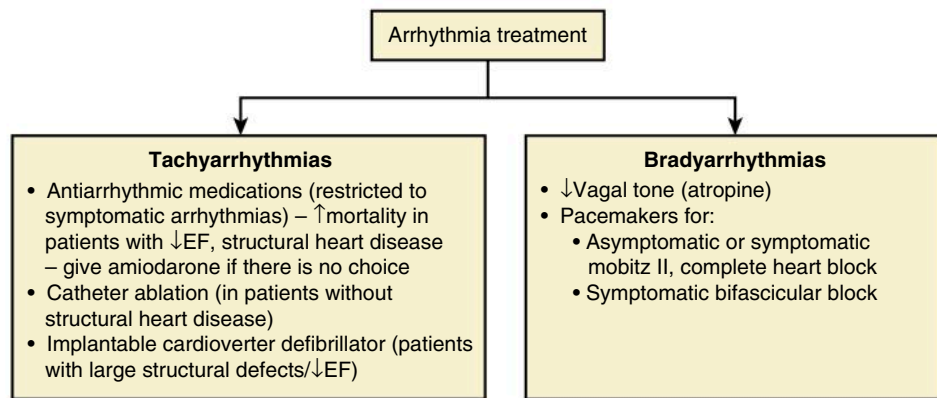 Arrhythmia treatment
Tachyarrhythmias
• Antiarrhythmic medications (restricted to
symptomatic arrhythmias) – ↑mortality in
patients with ↓EF, structural heart disease
– give amiodarone if there is no choice
• Catheter ablation (in patients without
structural heart disease)
• Implantable cardioverter defibrillator (patients
with large structural defects/↓EF)
Bradyarrhythmias
• ↓Vagal tone (atropine)
• Pacemakers for:
• Asymptomatic or symptomatic
mobitz II, complete heart block
• Symptomatic bifascicular block